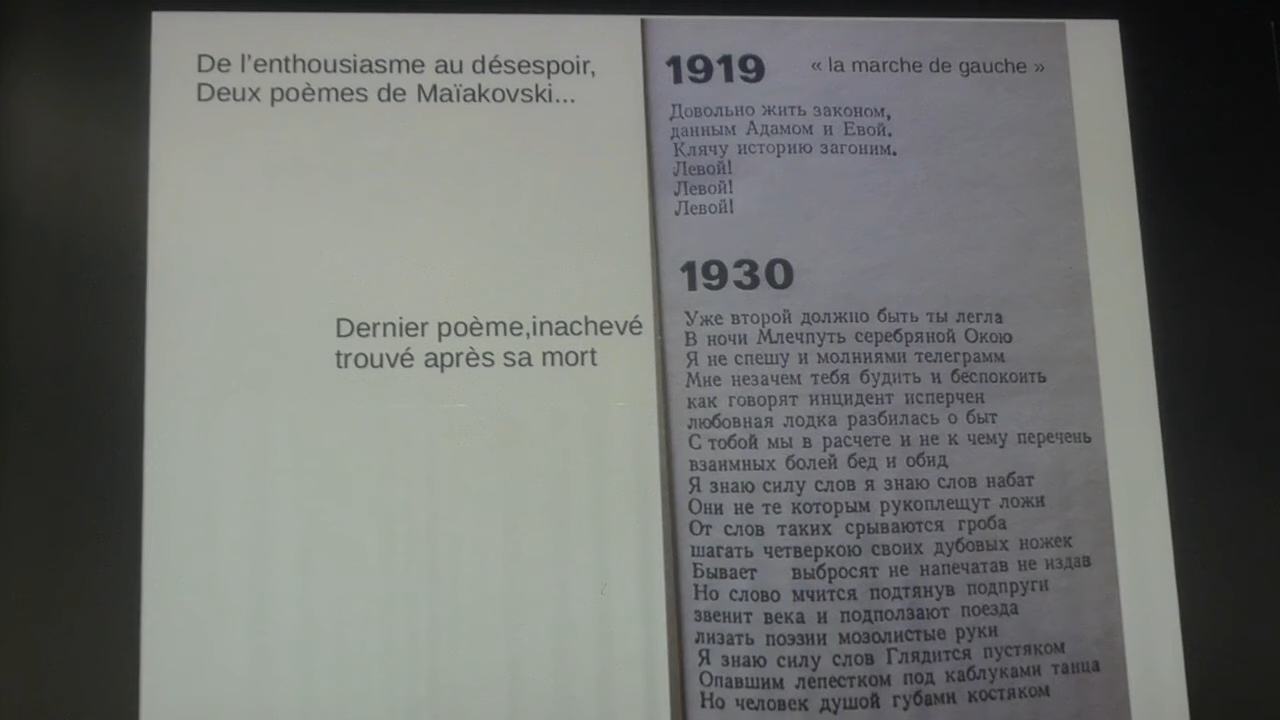 De l'enthousiasme au désespoir,
Deux poèmes de Maïakovski...
1919 « la marche de gauche »
Довольно жить законом,
данным Адамом и Евой.
Клячу историю загоним.
Левой!
Левой!
Левой!
1930
Dernier poème,inachevé
trouvé après sa mort
Уже второй должно быть ты легла
В ночи Млечпуть серебряной Окою
Я не спешу и молниями телеграмм
Мне незачем тебя будить и беспокоить
как говорят инцидент исперчен
любовная лодка разбилась о быт
С тобой мы в расчете и не к чему перечень
взаимных болей бед и обид
Я знаю силу слов я знаю слов набат
Они не те которым рукоплещут ложи
От слов таких срываются гроба
шагать четверкою своих дубовых ножек
Бывает выбросят не напечатав не издав
Но слово мчится подтянув подпруги
звенит века и подползают поезда
лизать поэзии мозолистые руки
Я знаю силу слов Глядится пустяком
Опавшим лепестком под каблуками танца
Но человек душой губами костяком